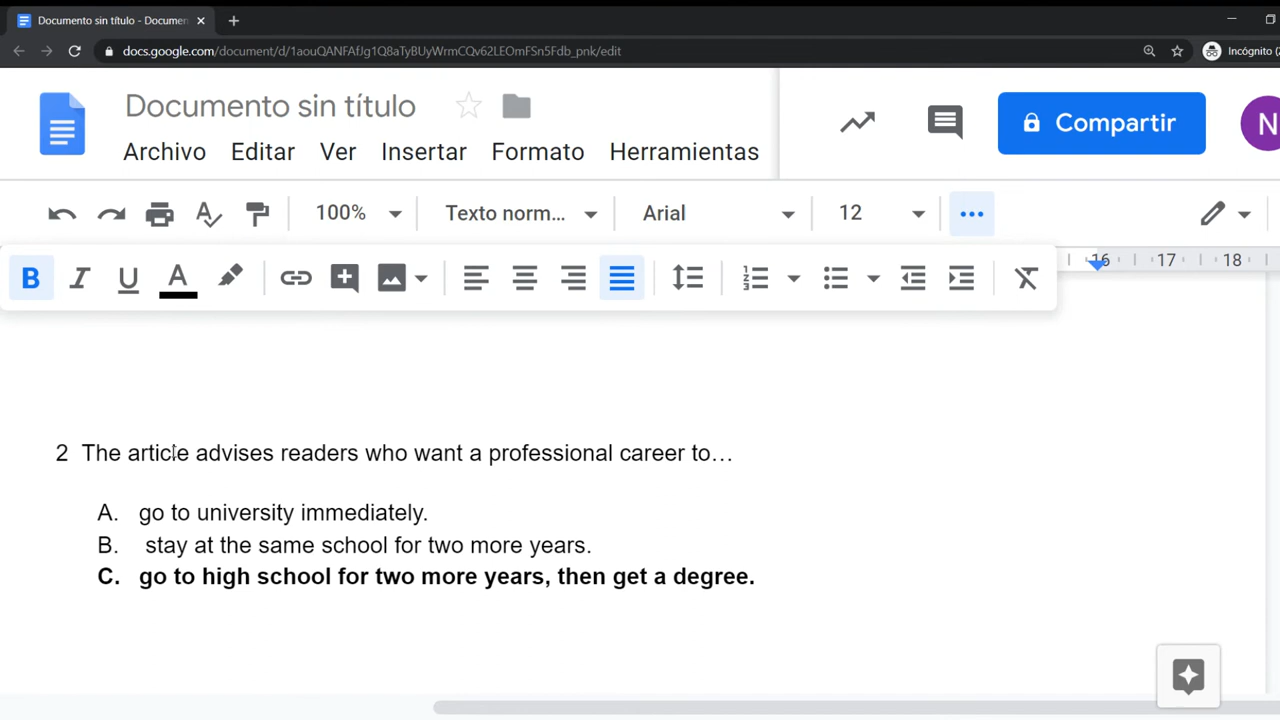 Documento sin título - Documen
docs.google.com/document/d/1aouQANFAfJg1Q8aTyBUyWrmCQv62LEOmFSn5Fdb_pnk/edit
Incógnito (2
Documento sin título
Archivo Editar Ver Insertar Formato Herramientas
Compartir
N
100% Texto norm... Arial 12
B I U A
16 17 18
2 The article advises readers who want a professional career to…
A. go to university immediately.
B. stay at the same school for two more years.
C. go to high school for two more years, then get a degree.